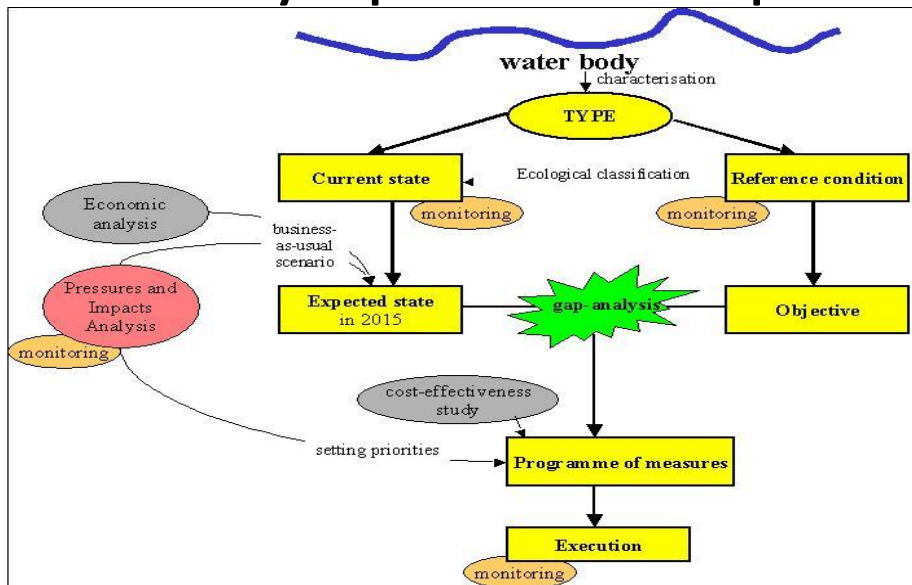 water body
characterisation
TYPE
Current state
Ecological classification
Reference condition
monitoring
monitoring
Economic
analysis
business-
as-usual
scenario
Pressures and
Impacts
Analysis
monitoring
Expected state
in 2015
gap-analysis
Objective
cost-effectiveness
study
setting priorities
Programme of measures
Execution
monitoring